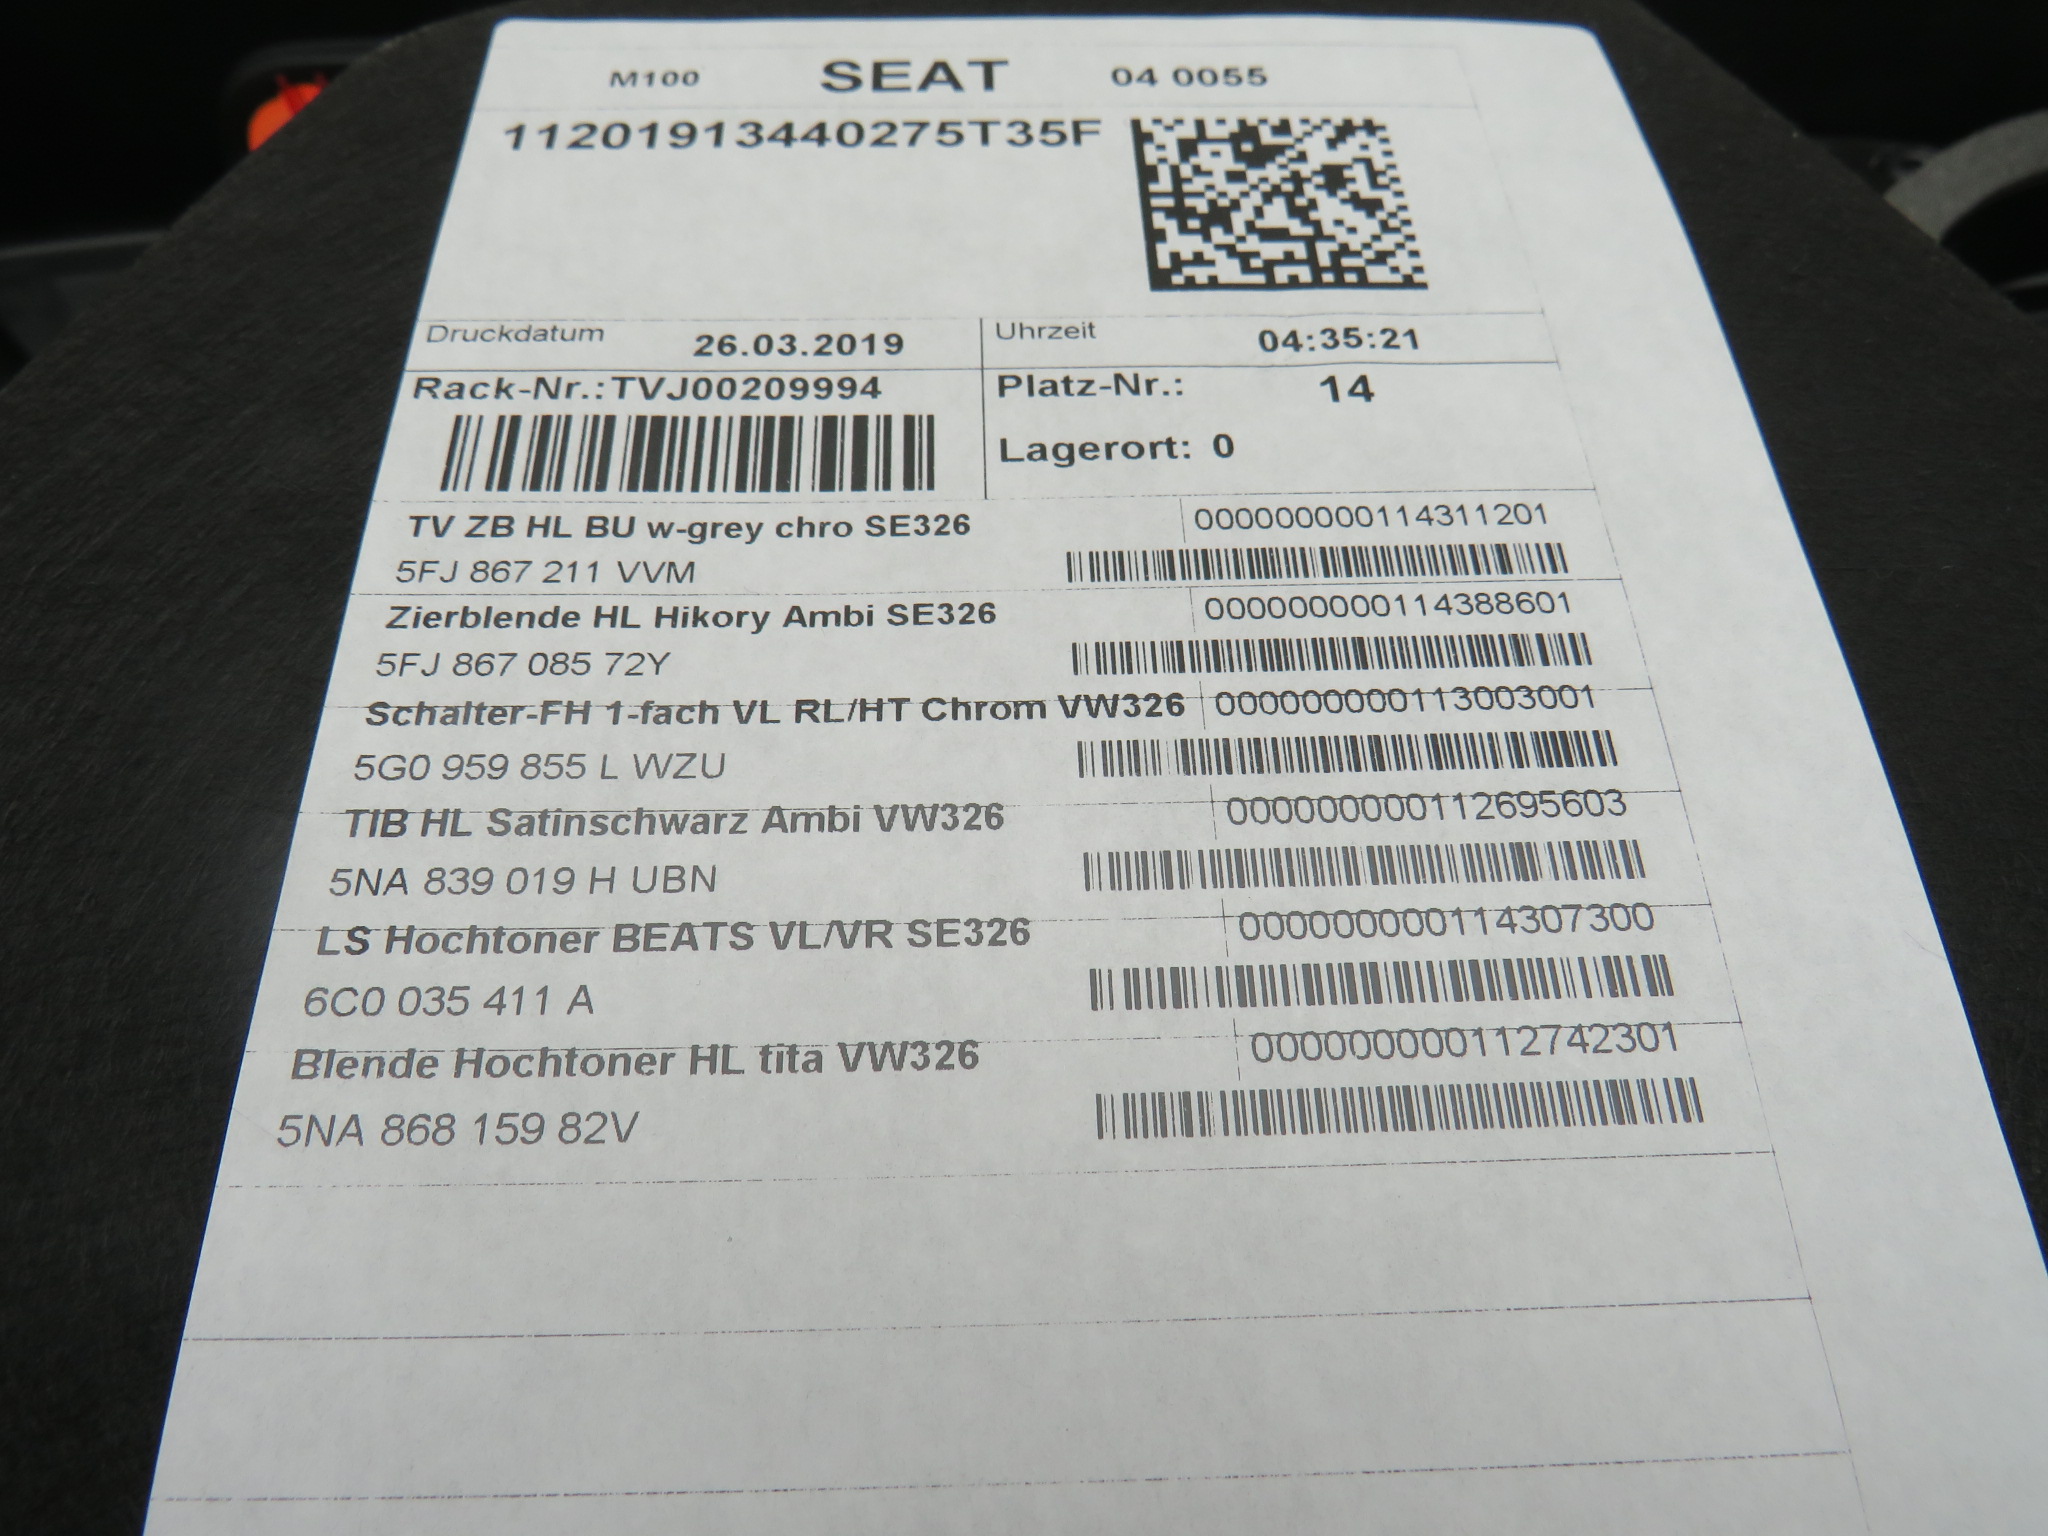 M100 SEAT 04 0055
11201913440275T35F
Druckdatum 26.03.2019 Uhrzeit 04:35:21
Rack-Nr.:TVJ00209994 Platz-Nr.: 14
Lagerort: 0
TV ZB HL BU w-grey chro SE326 000000000114311201
5FJ 867 211 VVM
Zierblende HL Hikory Ambi SE326 000000000114388601
5FJ 867 085 72Y
Schalter-FH 1-fach VL RL/HT Chrom VW326 000000000113003001
5G0 959 855 L WZU
TIB HL Satinschwarz Ambi VW326 000000000112695603
5NA 839 019 H UBN
LS Hochtoner BEATS VL/VR SE326 000000000114307300
6C0 035 411 A
Blende Hochtoner HL tita VW326 000000000112742301
5NA 868 159 82V